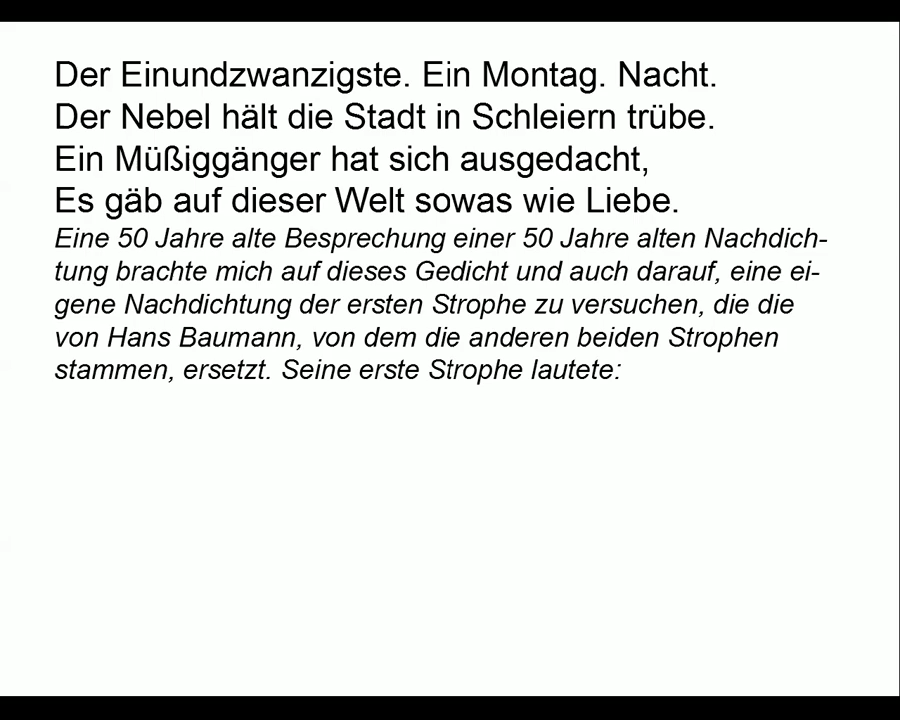 Der Einundzwanzigste. Ein Montag. Nacht.
Der Nebel hält die Stadt in Schleiern trübe.
Ein Müßiggänger hat sich ausgedacht,
Es gäb auf dieser Welt sowas wie Liebe.
Eine 50 Jahre alte Besprechung einer 50 Jahre alten Nachdich-
tung brachte mich auf dieses Gedicht und auch darauf, eine ei-
gene Nachdichtung der ersten Strophe zu versuchen, die die
von Hans Baumann, von dem die anderen beiden Strophen
stammen, ersetzt. Seine erste Strophe lautete: